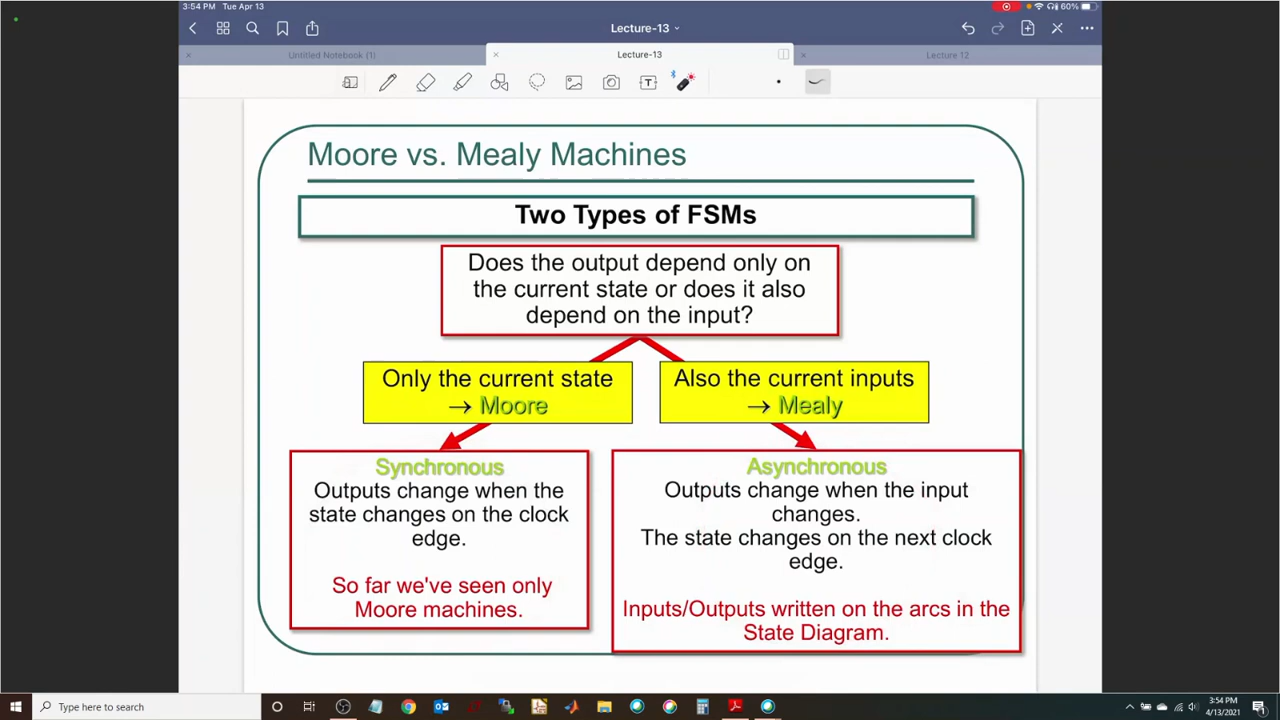 3:54 PM Tue Apr 13
60%
Lecture-13
Untitled Notebook (1)
Lecture-13
Lecture 12
T
Moore vs. Mealy Machines
Two Types of FSMs
Does the output depend only on
the current state or does it also
depend on the input?
Only the current state
→ Moore
Also the current inputs
→ Mealy
Synchronous
Outputs change when the
state changes on the clock
edge.
So far we've seen only
Moore machines.
Asynchronous
Outputs change when the input
changes.
The state changes on the next clock
edge.
Inputs/Outputs written on the arcs in the
State Diagram.
Type here to search
3:54 PM
4/13/2021